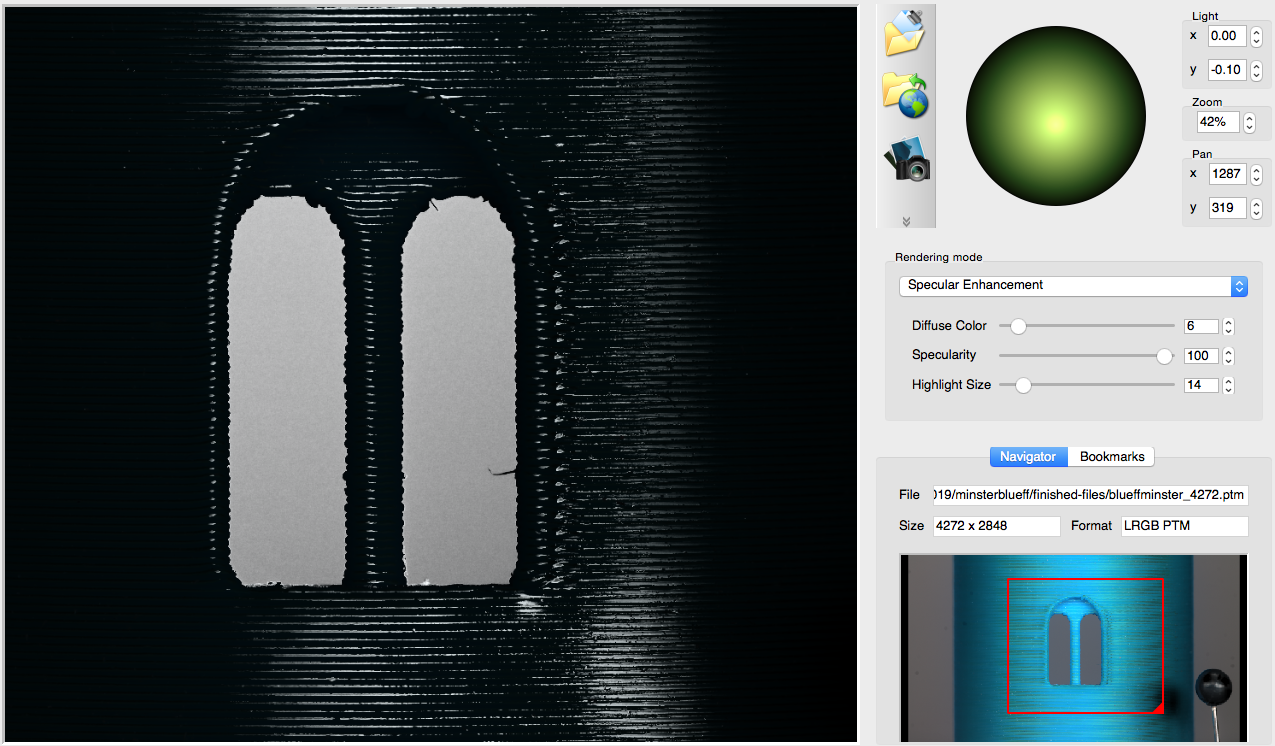 Light
x 0.00
y -0.10
Zoom
42%
Pan
x 1287
y 319
Rendering mode
Specular Enhancement
Diffuse Color 6
Specularity 100
Highlight Size 14
Navigator Bookmarks
File 019/minsterblueff/finished-files/blueffminster_4272.ptm
Size 4272 x 2848 Format LRGB PTM